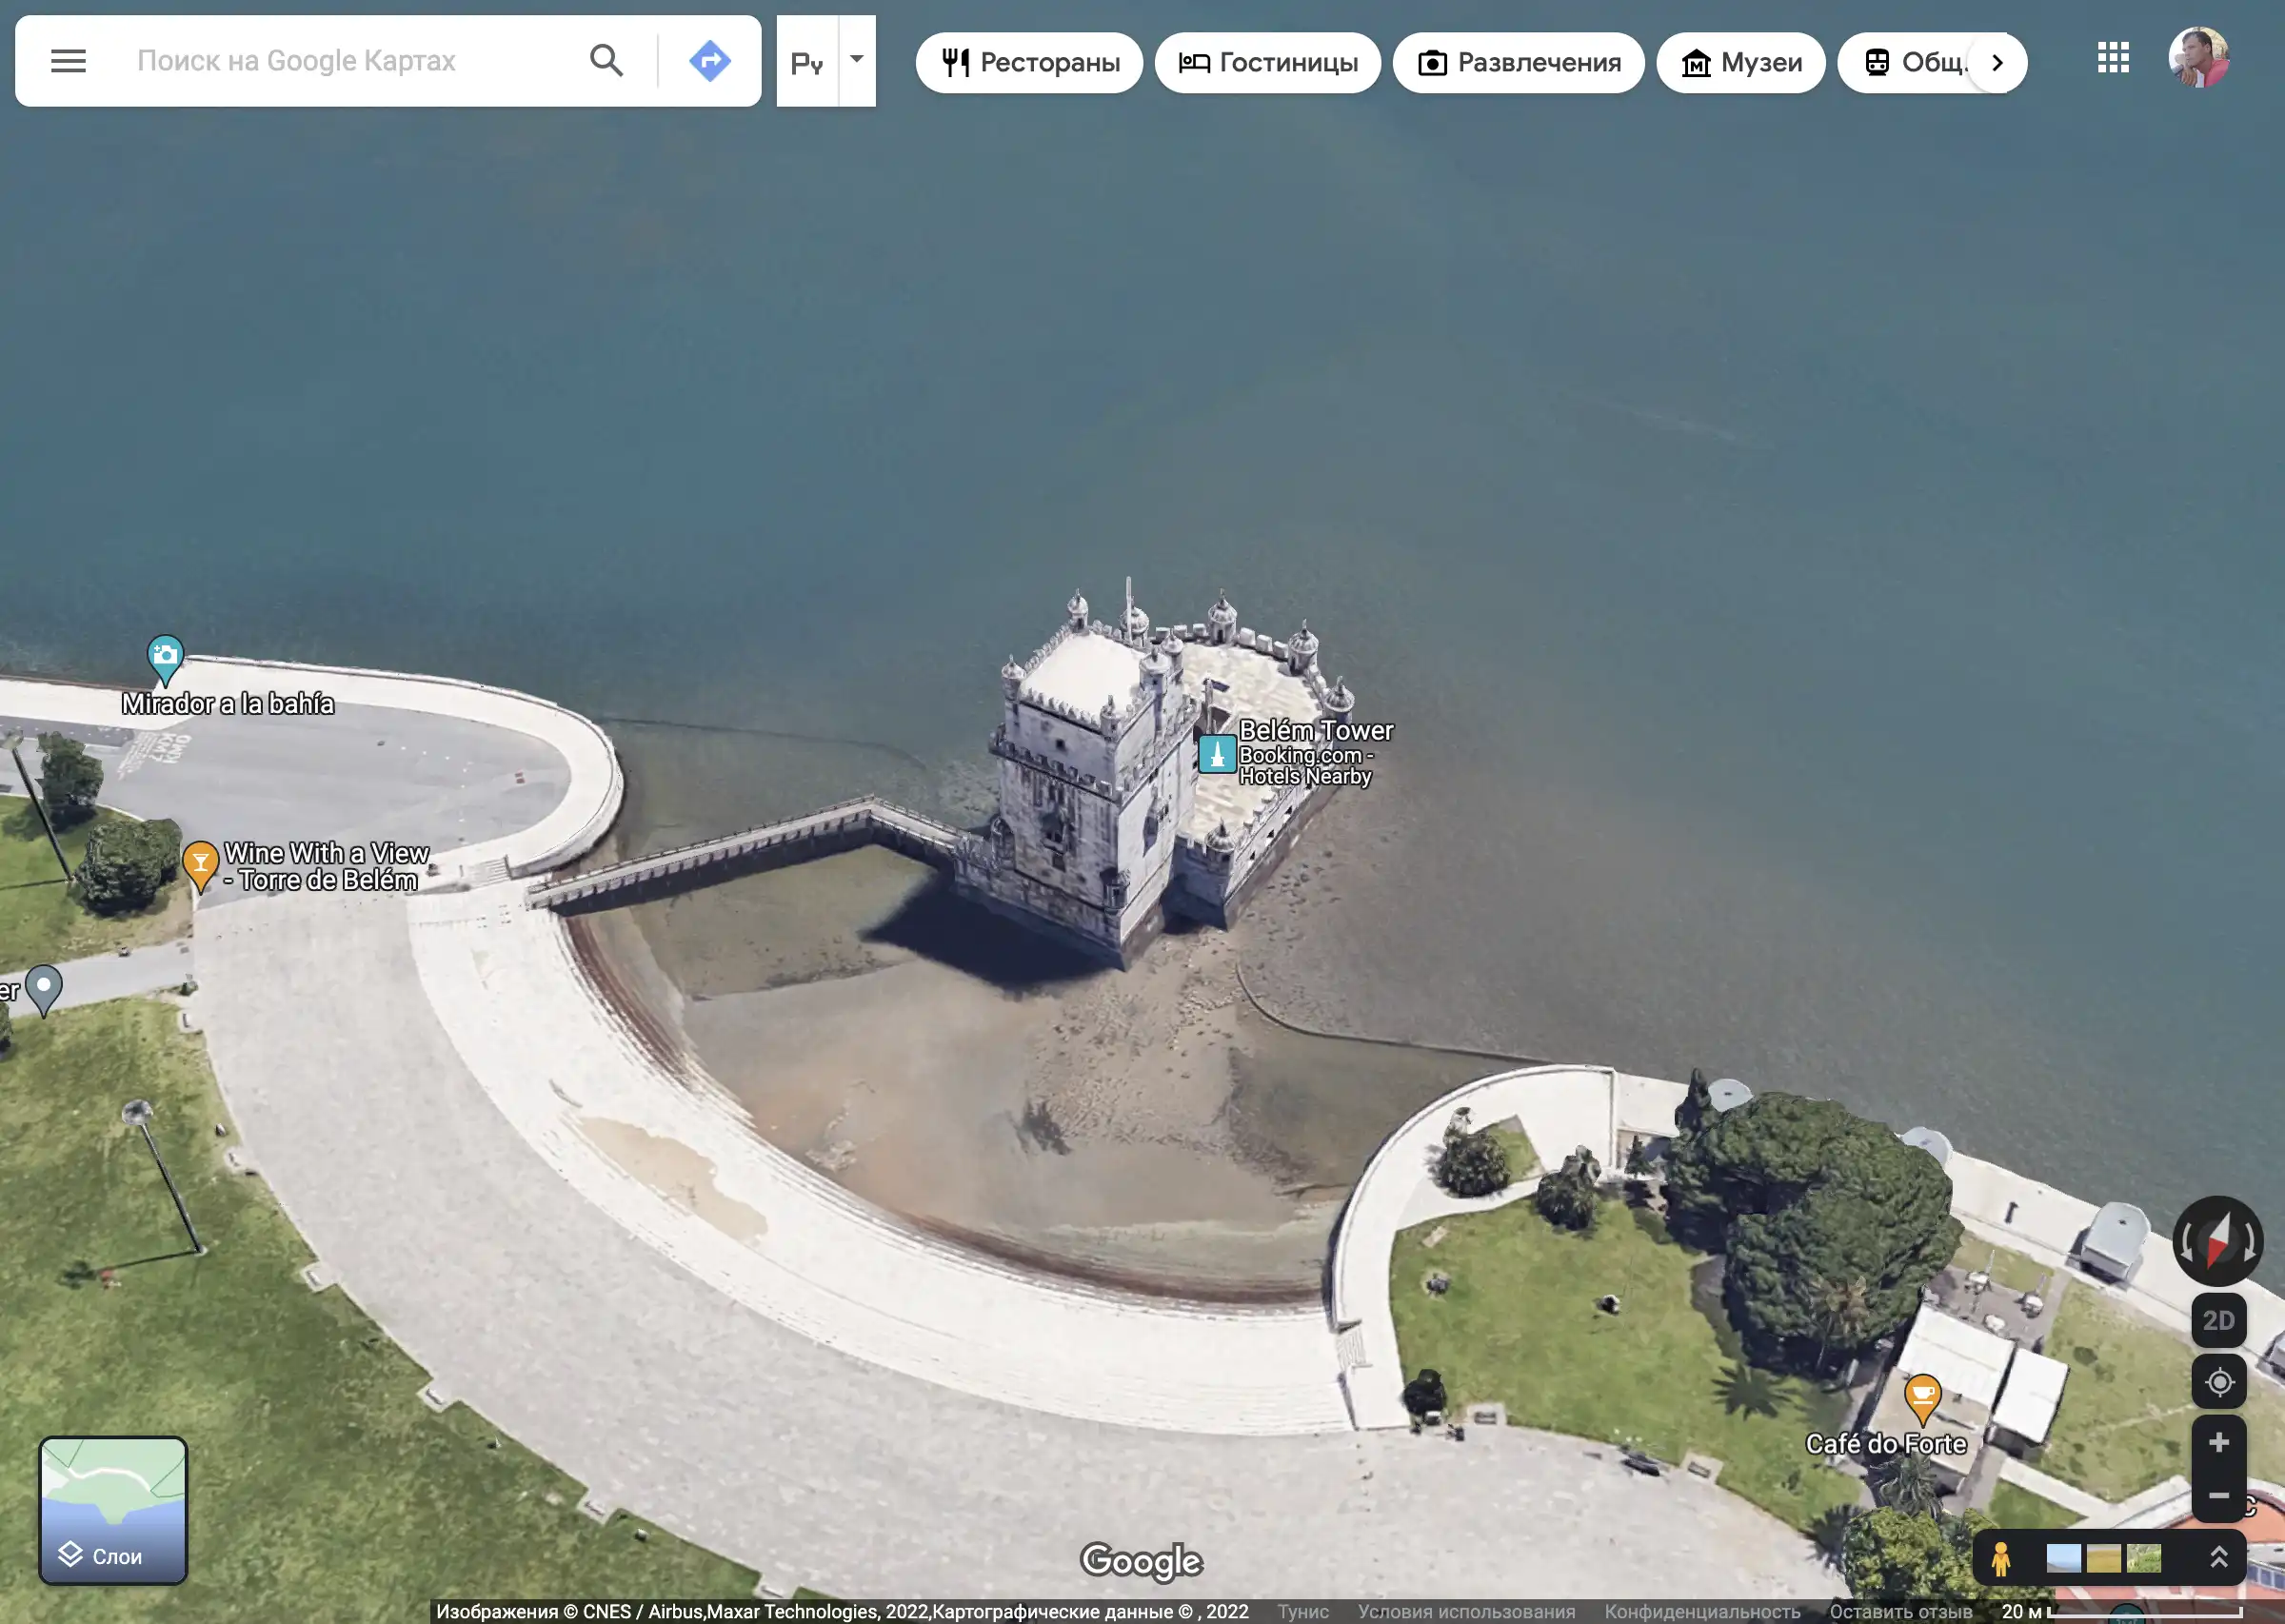 Поиск на Google Картах
Ру
Рестораны
Гостиницы
Развлечения
Музеи
Общ.
Mirador a la bahía
Belém Tower
Booking.com -
Hotels Nearby
Wine With a View
- Torre de Belém
er
2D
Café do Forte
Слои
Google
Изображения © CNES / Airbus,Maxar Technologies, 2022,Картографические данные © , 2022 Тунис Условия использования Конфиденциальность Оставить отзыв 20 м